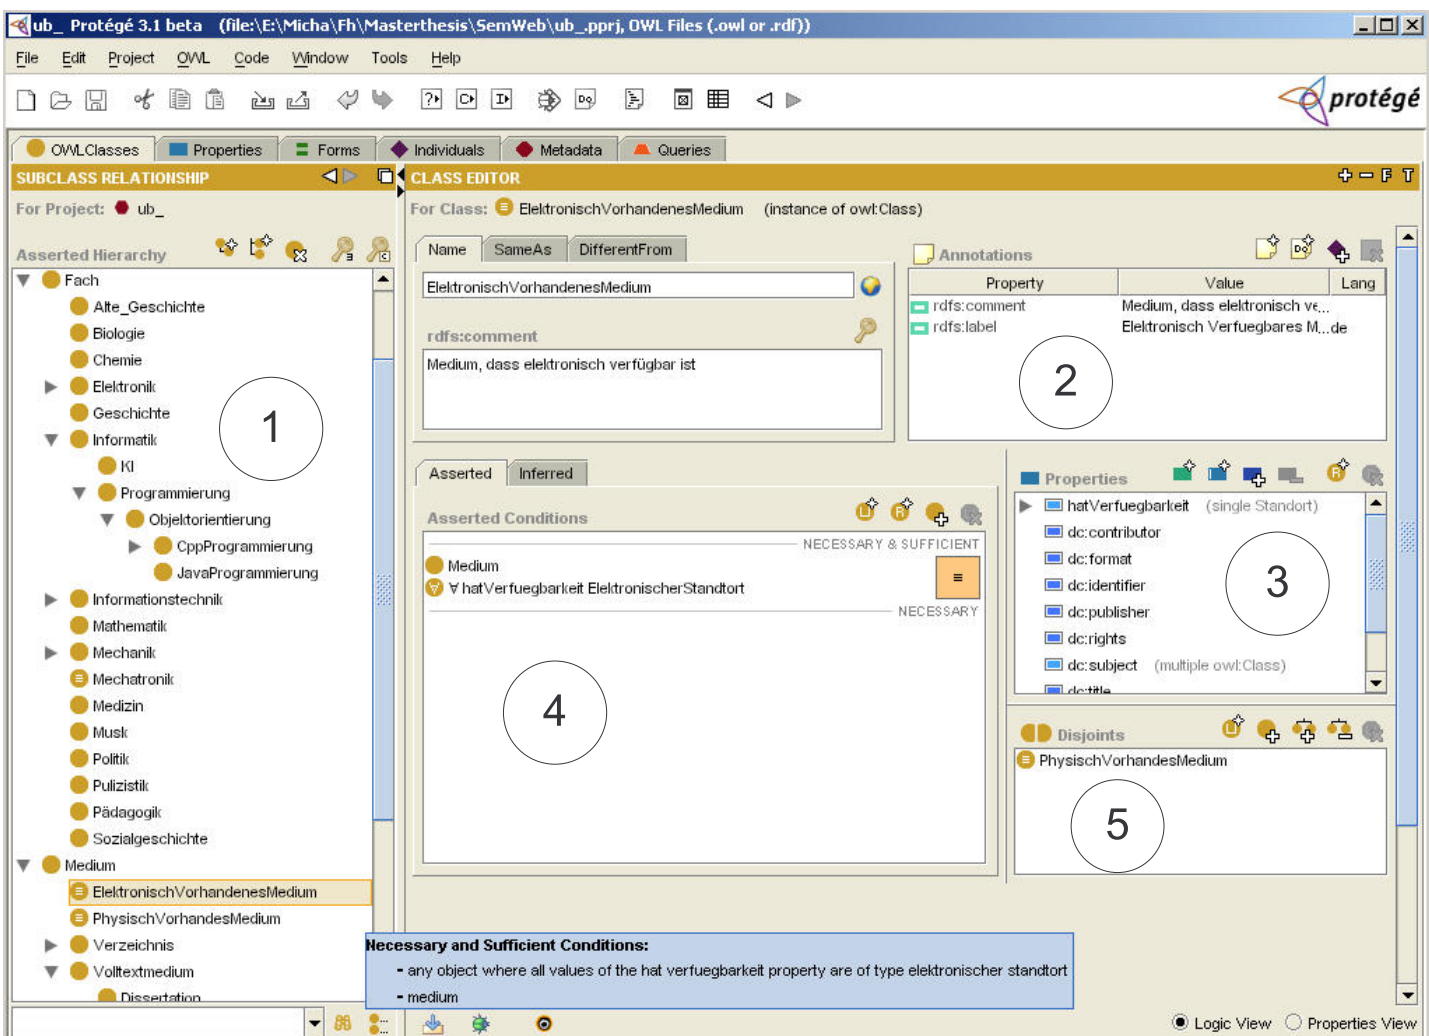 ub_ Protégé 3.1 beta (file:\E:\Micha\Fh\Masterthesis\SemWeb\ub_.pprj, OWL Files (.owl or .rdf))
File Edit Project OWL Code Window Tools Help
protégé
OWLClasses Properties Forms Individuals Metadata Queries
SUBCLASS RELATIONSHIP
For Project: ub_
Asserted Hierarchy
Fach
Alte_Geschichte
Biologie
Chemie
Elektronik
Geschichte
Informatik
KI
Programmierung
Objektorientierung
CppProgrammierung
JavaProgrammierung
Informationstechnik
Mathematik
Mechanik
Mechatronik
Medizin
Musk
Politik
Pulizistik
Pädagogik
Sozialgeschichte
Medium
ElektronischVorhandenesMedium
PhysischVorhandesMedium
Verzeichnis
Volltextmedium
Dissertation
1
CLASS EDITOR
F T
For Class: ElektronischVorhandenesMedium (instance of owl:Class)
Name SameAs DifferentFrom
ElektronischVorhandenesMedium
rdfs:comment
Medium, dass elektronisch verfügbar ist
Annotations
Property Value Lang
rdfs:comment Medium, dass elektronisch ve...
rdfs:label Elektronisch Verfuegbares M... de
2
Asserted Inferred
Asserted Conditions
NECESSARY & SUFFICIENT
Medium
∀ hatVerfuegbarkeit ElektronischerStandtort
≡
NECESSARY
4
Properties
hatVerfuegbarkeit (single Standort)
dc:contributor
dc:format
dc:identifier
dc:publisher
dc:rights
dc:subject (multiple owl:Class)
dc:title
3
Disjoints
PhysischVorhandesMedium
5
Necessary and Sufficient Conditions:
- any object where all values of the hat verfuegbarkeit property are of type elektronischer standtort
- medium
Logic View Properties View